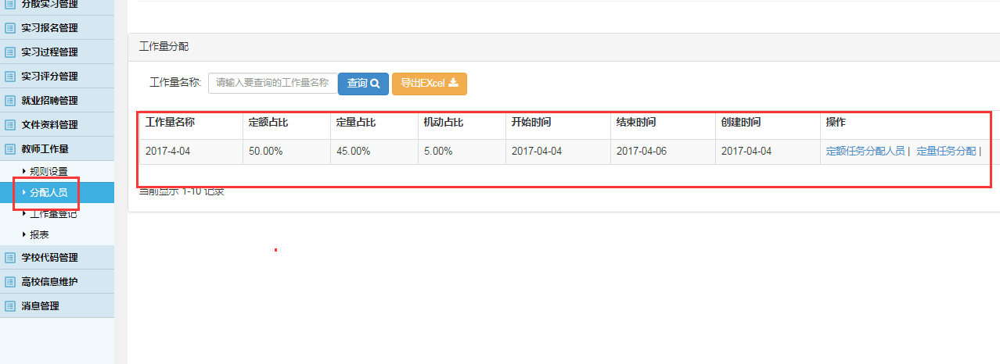 分散实习管理
实习报名管理
实习过程管理
实习评分管理
就业招聘管理
文件资料管理
教师工作量
规则设置
分配人员
工作量登记
报表
学校代码管理
高校信息维护
消息管理
工作量分配
工作量名称: 请输入要查询的工作量名称 查询 导出EXcel
工作量名称 定额占比 定量占比 机动占比 开始时间 结束时间 创建时间 操作
2017-4-04 50.00% 45.00% 5.00% 2017-04-04 2017-04-06 2017-04-04 定额任务分配人员 | 定量任务分配 |
当前显示 1-10 记录